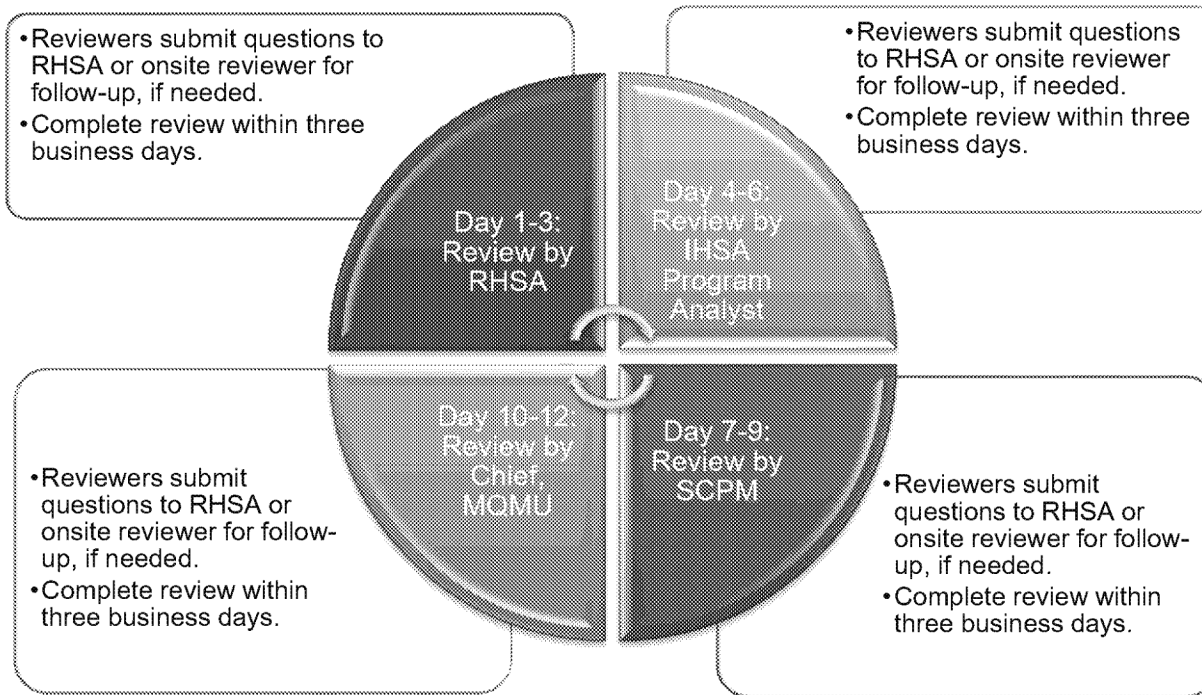 •Reviewers submit questions to
RHSA or onsite reviewer for
follow-up, if needed.
•Complete review within three
business days.
•Reviewers submit questions
to RHSA or onsite reviewer
for follow-up, if needed.
•Complete review within
three business days.
Day 1-3:
Review by
RHSA
Day 4-6:
Review by
IHSA
Program
Analyst
Day 10-12:
Review by
Chief,
MQMU
Day 7-9:
Review by
SCPM
•Reviewers submit
questions to RHSA or
onsite reviewer for follow-
up, if needed.
•Complete review within
three business days.
•Reviewers submit
questions to RHSA or
onsite reviewer for follow-
up, if needed.
•Complete review within
three business days.